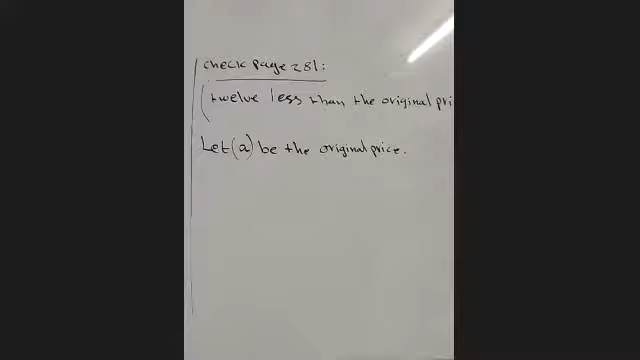 check page 281:
(twelve less than the original pri
Let (a) be the original price.